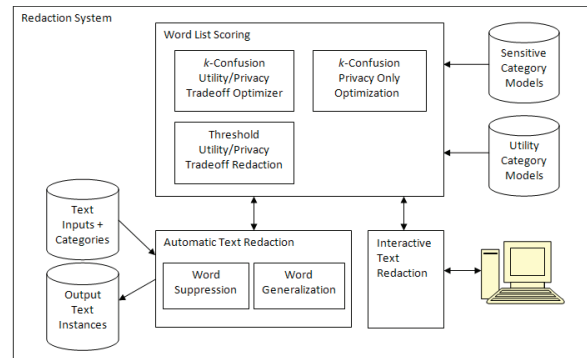 Redaction System
Word List Scoring
k-Confusion
Utility/Privacy
Tradeoff Optimizer
k-Confusion
Privacy Only
Optimization
Threshold
Utility/Privacy
Tradeoff Redaction
Sensitive
Category
Models
Utility
Category
Models
Text
Inputs +
Categories
Output
Text
Instances
Automatic Text Redaction
Word
Suppression
Word
Generalization
Interactive
Text
Redaction